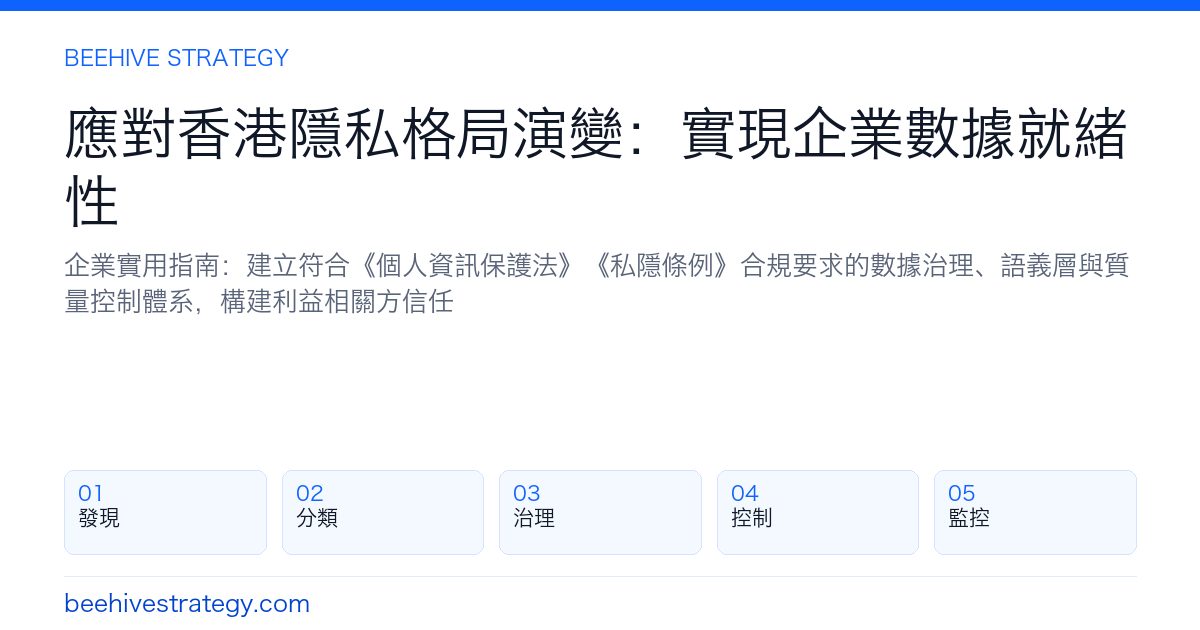 BEEHIVE STRATEGY
應對香港隱私格局演變：實現企業數據就緒
性
企業實用指南：建立符合《個人資訊保護法》《私隱條例》合規要求的數據治理、語義層與質
量控制體系，構建利益相關方信任
01
發現
02
分類
03
治理
04
控制
05
監控
beehivestrategy.com